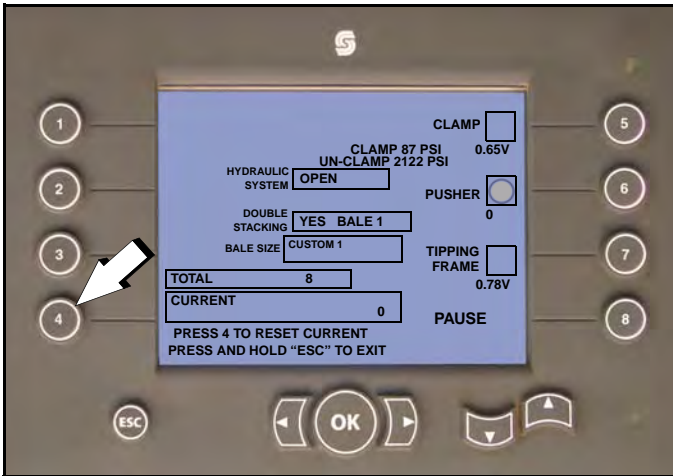 1
5
CLAMP
CLAMP 87 PSI
0.65V
UN-CLAMP 2122 PSI
HYDRAULIC
SYSTEM
OPEN
2
PUSHER
6
0
DOUBLE
STACKING
YES BALE 1
BALE SIZE
CUSTOM 1
3
TIPPING
FRAME
7
0.78V
TOTAL 8
CURRENT
0
4
PAUSE
8
PRESS 4 TO RESET CURRENT
PRESS AND HOLD “ESC” TO EXIT
ESC
OK